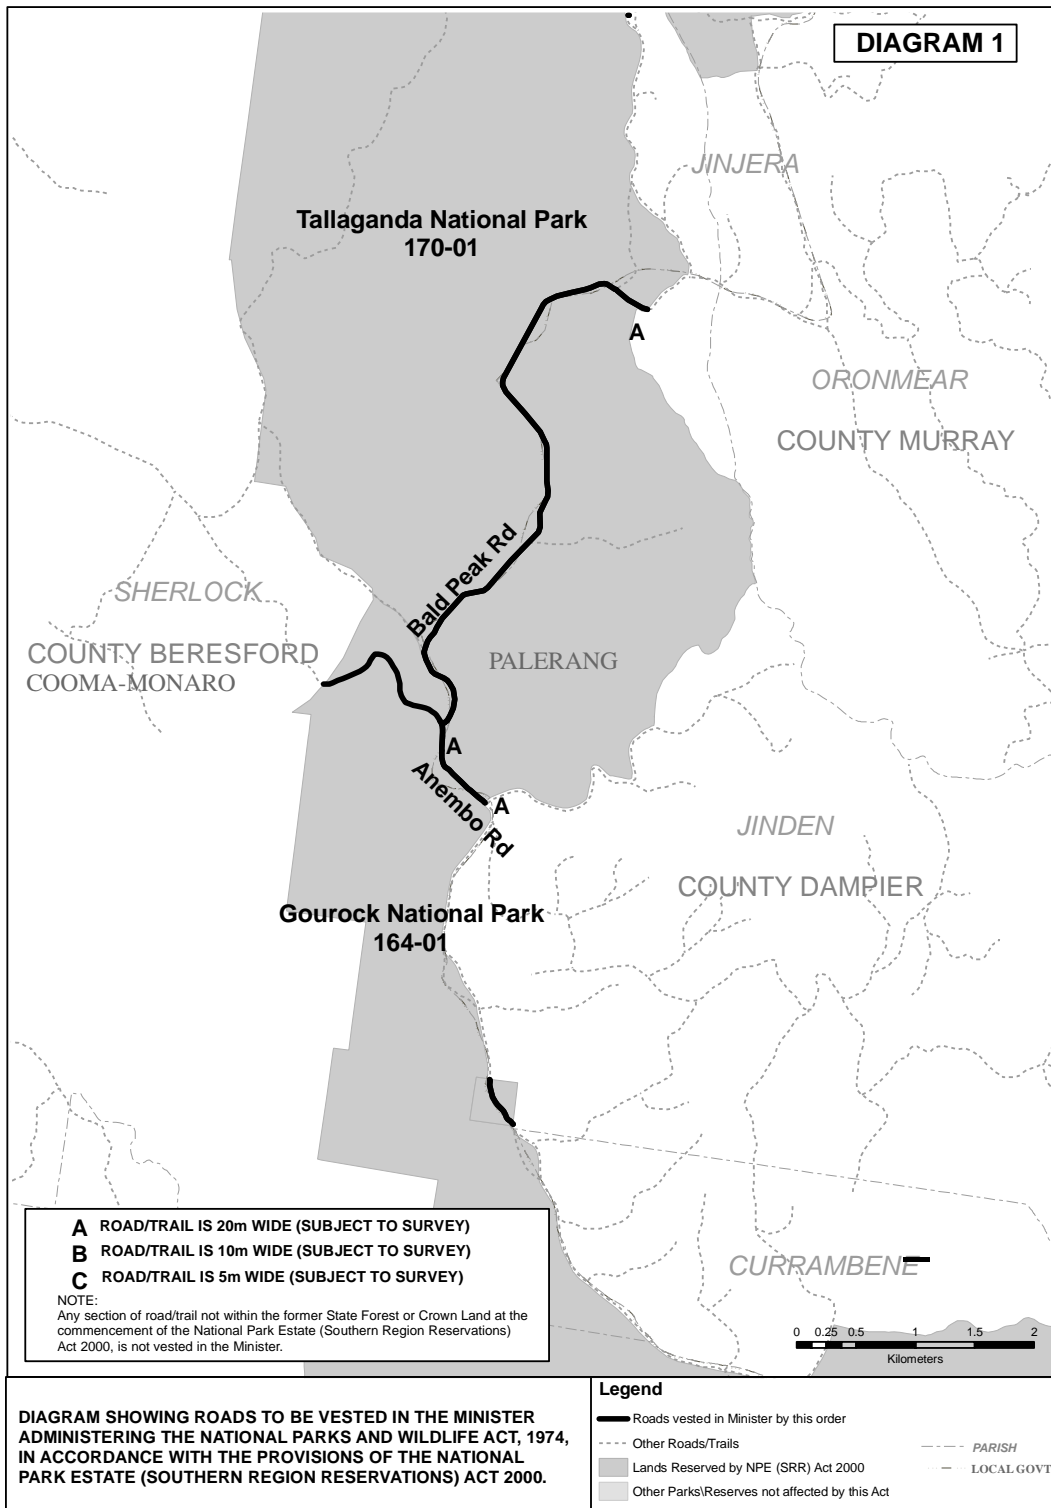 DIAGRAM 1
JINJERA
Tallaganda National Park
170-01
A
ORONMEAR
COUNTY MURRAY
Bald Peak Rd
SHERLOCK
COUNTY BERESFORD
COOMA-MONARO
PALERANG
A
Anembo Rd
A
JINDEN
COUNTY DAMPIER
Gourock National Park
164-01
CURRAMBENE
A ROAD/TRAIL IS 20m WIDE (SUBJECT TO SURVEY)
B ROAD/TRAIL IS 10m WIDE (SUBJECT TO SURVEY)
C ROAD/TRAIL IS 5m WIDE (SUBJECT TO SURVEY)
NOTE:
Any section of road/trail not within the former State Forest or Crown Land at the
commencement of the National Park Estate (Southern Region Reservations)
Act 2000, is not vested in the Minister.
0 0.25 0.5 1 1.5 2
Kilometers
DIAGRAM SHOWING ROADS TO BE VESTED IN THE MINISTER
ADMINISTERING THE NATIONAL PARKS AND WILDLIFE ACT, 1974,
IN ACCORDANCE WITH THE PROVISIONS OF THE NATIONAL
PARK ESTATE (SOUTHERN REGION RESERVATIONS) ACT 2000.
Legend
Roads vested in Minister by this order
Other Roads/Trails
Lands Reserved by NPE (SRR) Act 2000
Other Parks\Reserves not affected by this Act
PARISH
LOCAL GOVT